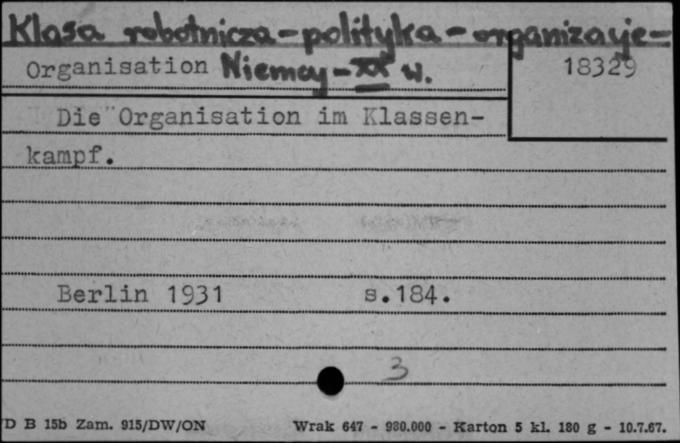 Klasa robotnicza - polityka - organizacje -
Organisation Niemcy - XX w. 18329
Die Organisation im Klassen-
kampf.
Berlin 1931 s.184.
3
D B 15b Zam. 915/DW/ON Wrak 647 - 980.000 - Karton 5 kl. 180 g - 10.7.67.